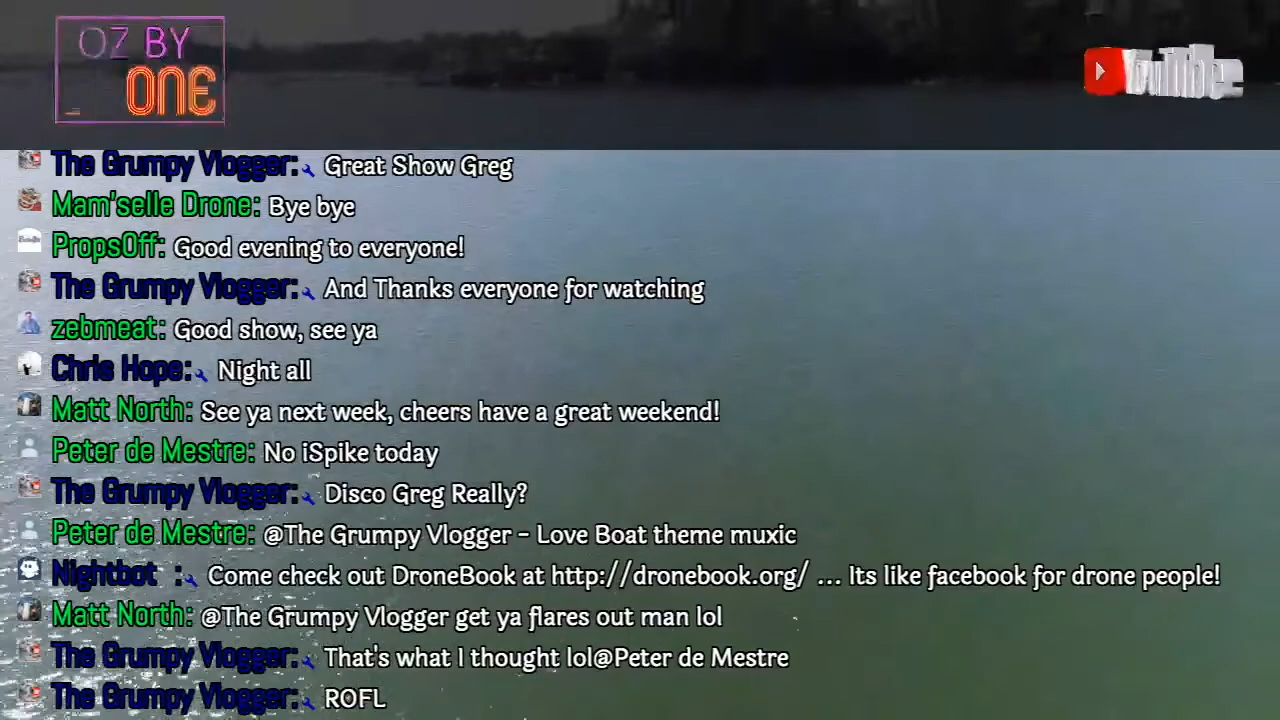 OZ BY
ONE
YouTube
The Grumpy Vlogger: Great Show Greg
Mam'selle Drone: Bye bye
PropsOff: Good evening to everyone!
The Grumpy Vlogger: And Thanks everyone for watching
zebmeat: Good show, see ya
Chris Hope: Night all
Matt North: See ya next week, cheers have a great weekend!
Peter de Mestre: No iSpike today
The Grumpy Vlogger: Disco Greg Really?
Peter de Mestre: @The Grumpy Vlogger - Love Boat theme muxic
Nightbot : Come check out DroneBook at http://dronebook.org/ ... Its like facebook for drone people!
Matt North: @The Grumpy Vlogger get ya flares out man lol
The Grumpy Vlogger: That's what I thought lol@Peter de Mestre
The Grumpy Vlogger: ROFL